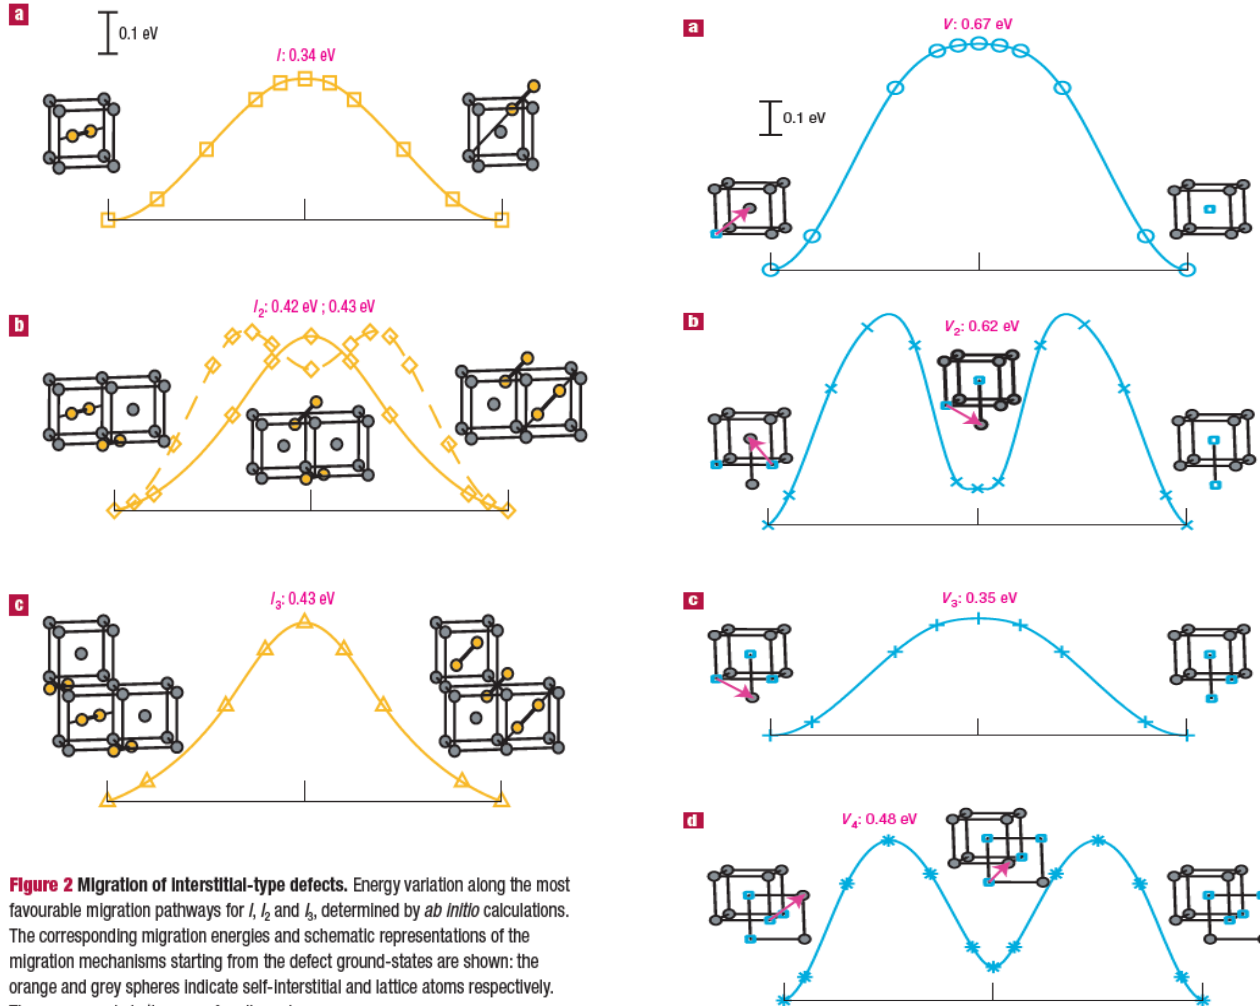 a
0.1 eV
I: 0.34 eV
b
I2: 0.42 eV ; 0.43 eV
c
I3: 0.43 eV
Figure 2 Migration of interstitial-type defects. Energy variation along the most
favourable migration pathways for I, I2 and I3, determined by ab initio calculations.
The corresponding migration energies and schematic representations of the
migration mechanisms starting from the defect ground-states are shown: the
orange and grey spheres indicate self-interstitial and lattice atoms respectively.
a
V: 0.67 eV
0.1 eV
b
V2: 0.62 eV
c
V3: 0.35 eV
d
V4: 0.48 eV